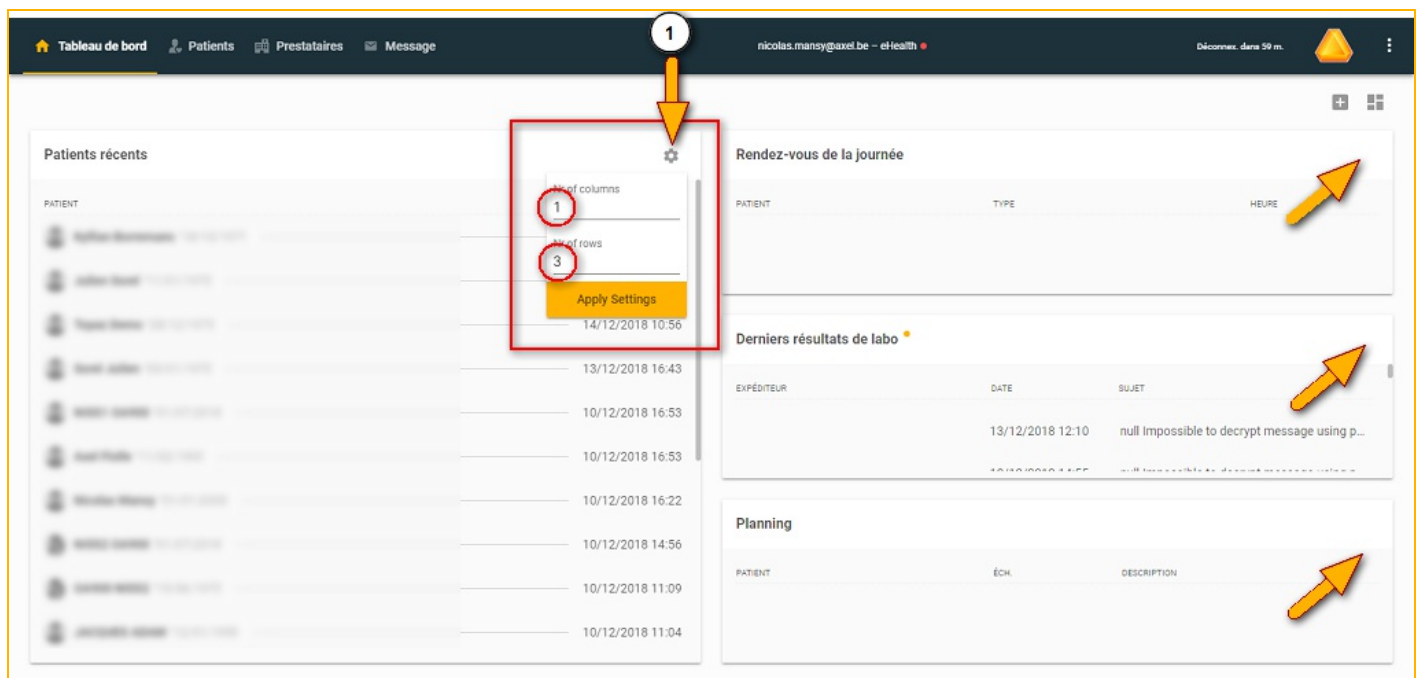 Tableau de bord Patients Prestataires Message
1
nicolas.mansy@axel.be – eHealth
Déconnex. dans 59 m.
Patients récents
PATIENT
Nr of columns
1
Nr of rows
3
Apply Settings
14/12/2018 10:56
13/12/2018 16:43
10/12/2018 16:53
10/12/2018 16:53
10/12/2018 16:22
10/12/2018 14:56
10/12/2018 11:09
10/12/2018 11:04
Rendez-vous de la journée
PATIENT TYPE HEURE
Derniers résultats de labo
EXPÉDITEUR DATE SUJET
13/12/2018 12:10 null Impossible to decrypt message using p...
Planning
PATIENT ÉCH. DESCRIPTION